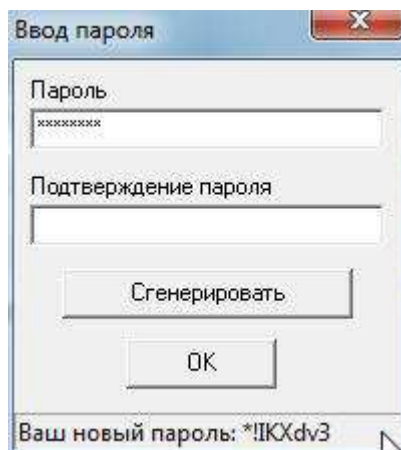 Ввод пароля
Пароль
********
Подтверждение пароля
Сгенерировать
OK
Ваш новый пароль: *!IKXdv3